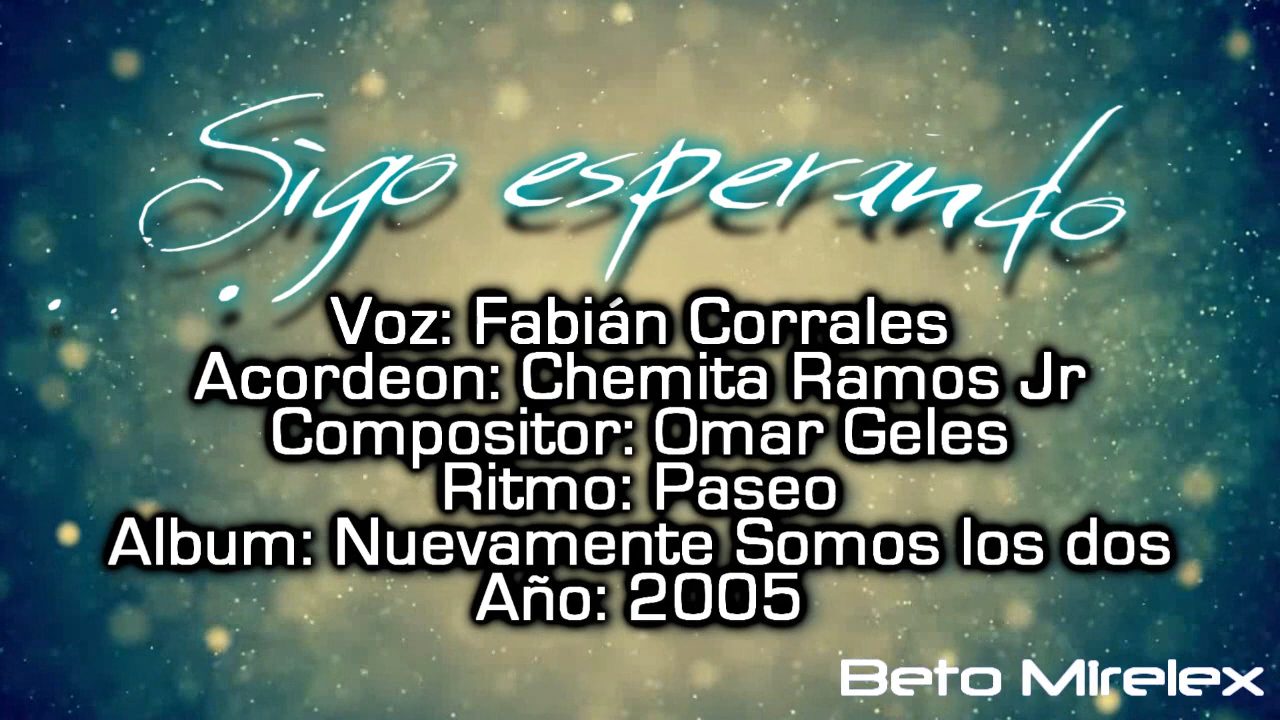 Sigo esperando
Voz: Fabián Corrales
Acordeon: Chemita Ramos Jr
Compositor: Omar Geles
Ritmo: Paseo
Album: Nuevamente Somos los dos
Año: 2005
Beto Mirelex